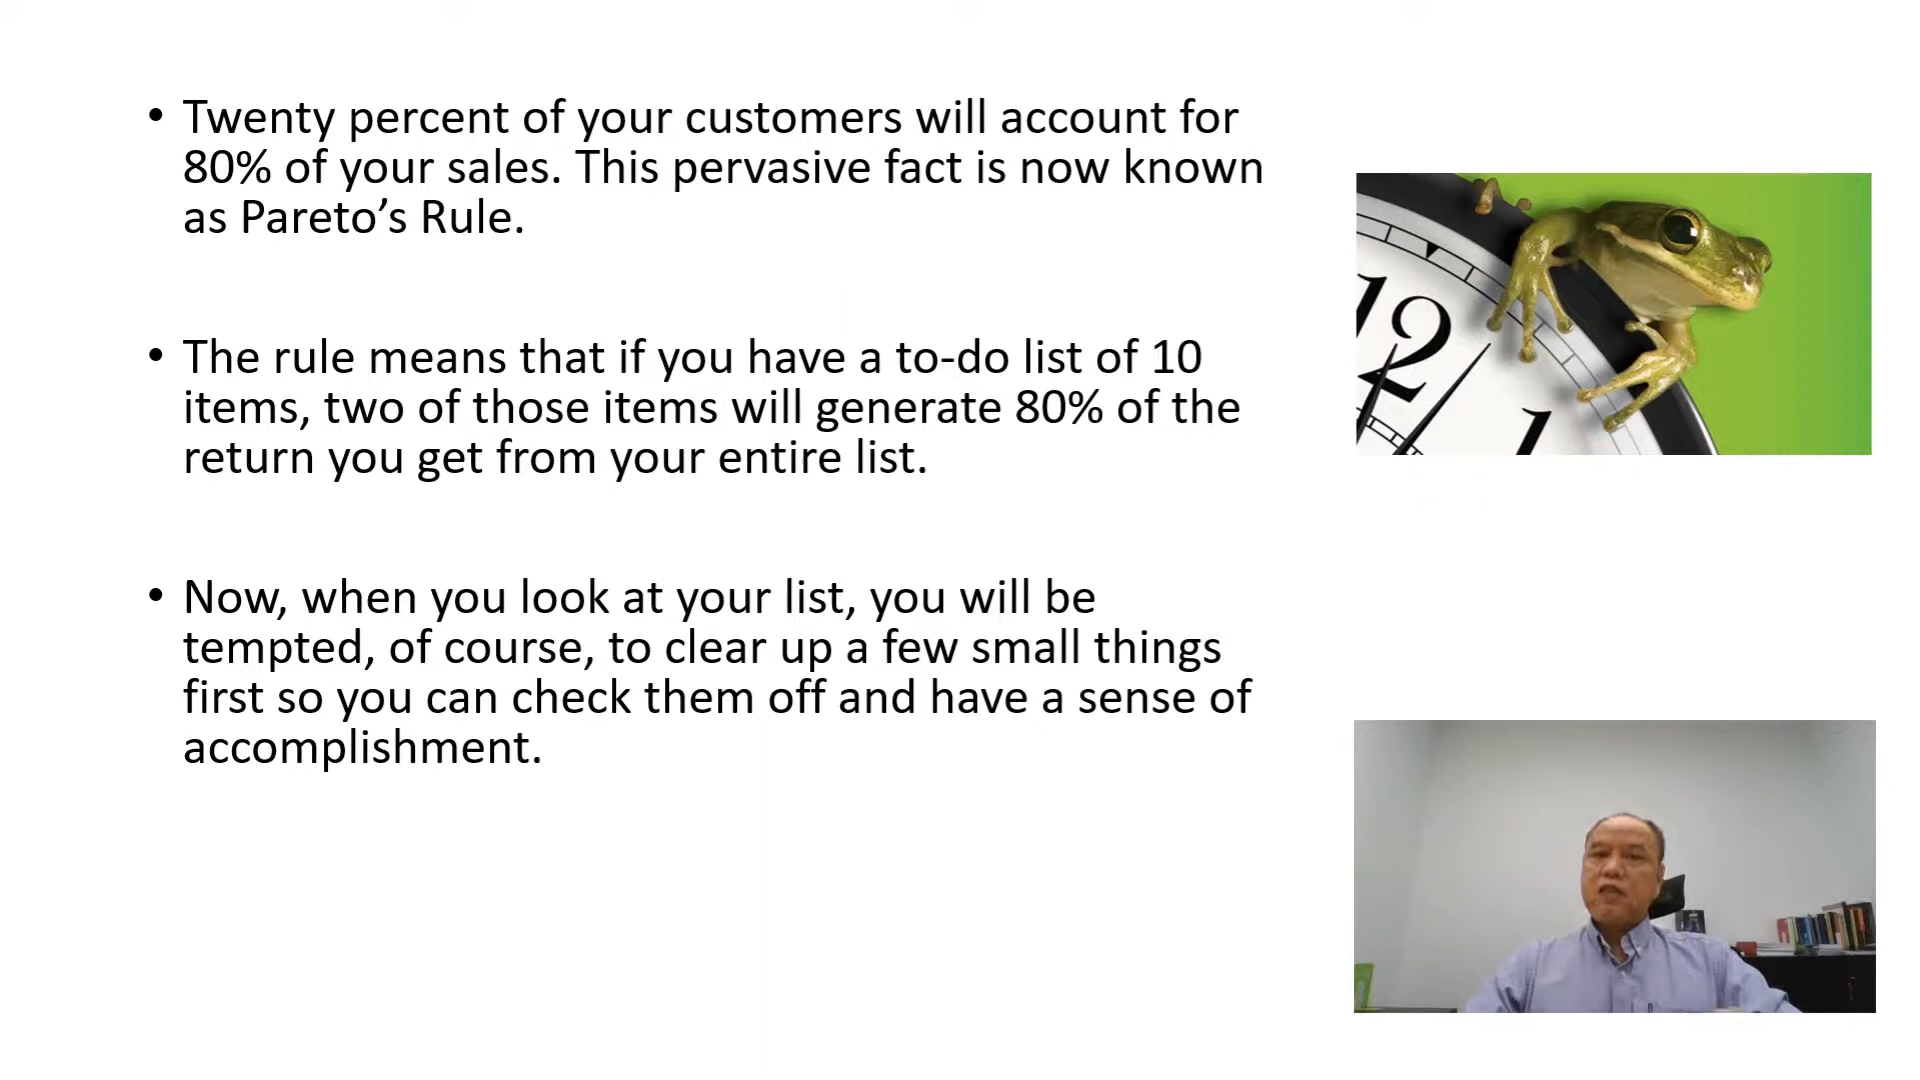 • Twenty percent of your customers will account for
80% of your sales. This pervasive fact is now known
as Pareto’s Rule.
• The rule means that if you have a to-do list of 10
items, two of those items will generate 80% of the
return you get from your entire list.
• Now, when you look at your list, you will be
tempted, of course, to clear up a few small things
first so you can check them off and have a sense of
accomplishment.
12
1